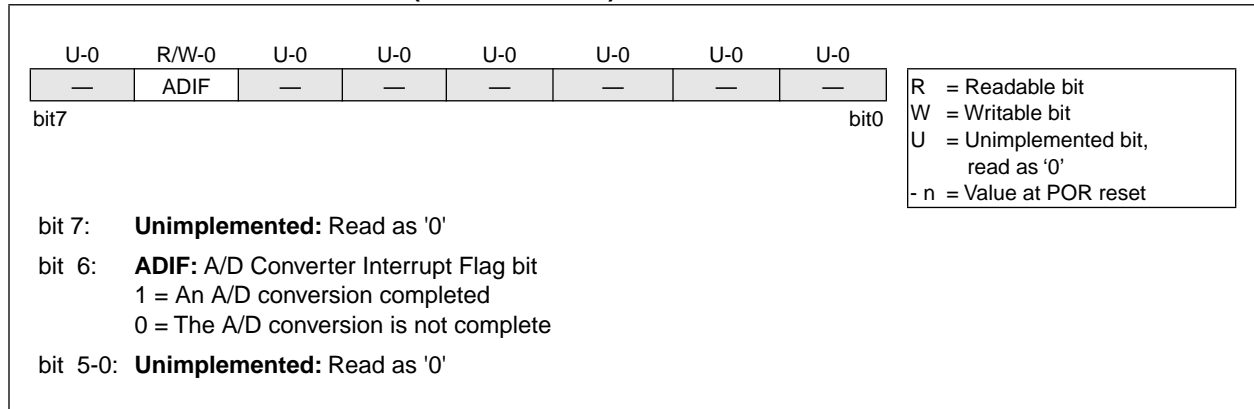 U-0 R/W-0 U-0 U-0 U-0 U-0 U-0 U-0
— ADIF — — — — — —
bit7 bit0
R = Readable bit
W = Writable bit
U = Unimplemented bit,
read as ‘0’
- n = Value at POR reset
bit 7: Unimplemented: Read as '0'
bit 6: ADIF: A/D Converter Interrupt Flag bit
1 = An A/D conversion completed
0 = The A/D conversion is not complete
bit 5-0: Unimplemented: Read as '0'